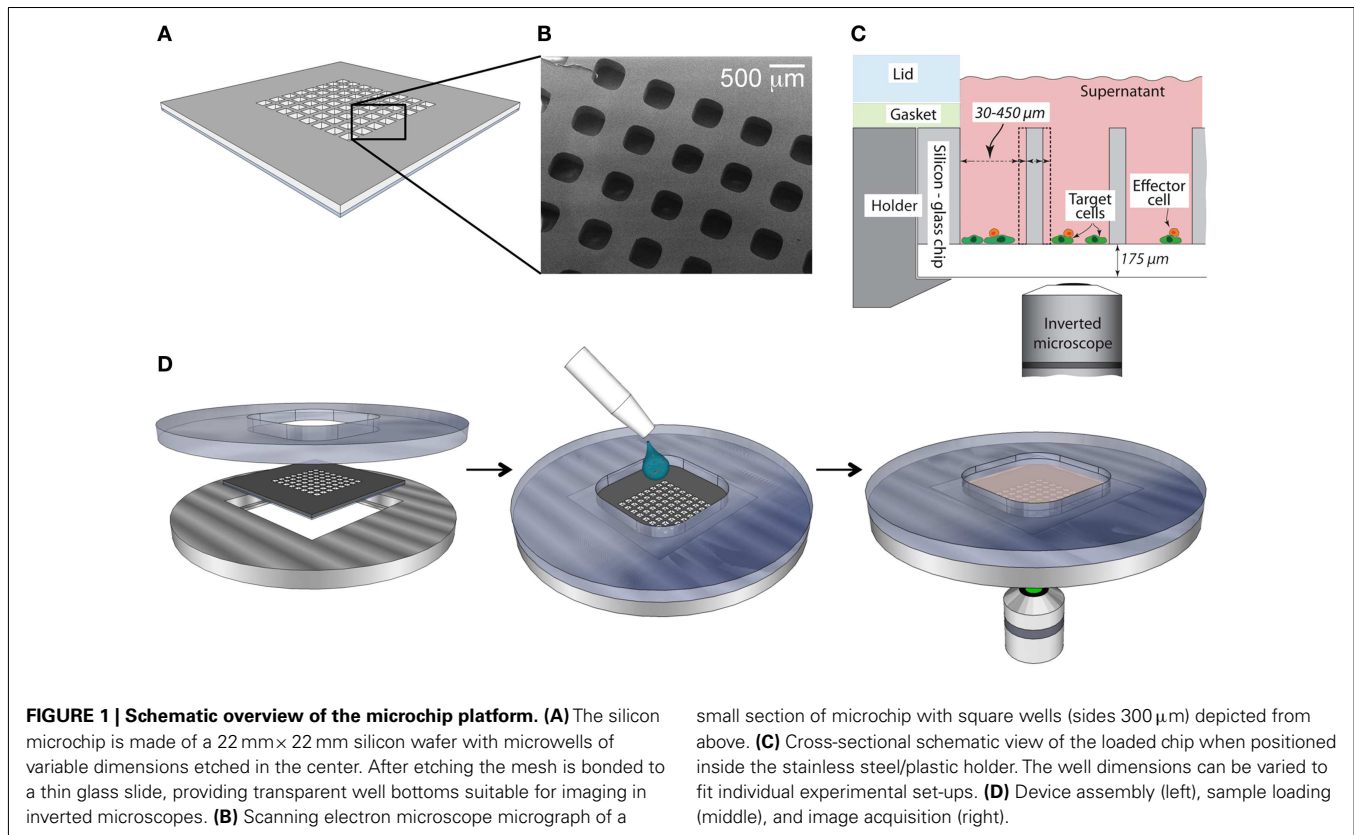 A
B
C
500 µm
Lid
Gasket
Supernatant
30-450 µm
Silicon - glass chip
Holder
Target
cells
Effector
cell
175 µm
Inverted
microscope
D
FIGURE 1 | Schematic overview of the microchip platform. (A) The silicon
microchip is made of a 22 mm × 22 mm silicon wafer with microwells of
variable dimensions etched in the center. After etching the mesh is bonded to
a thin glass slide, providing transparent well bottoms suitable for imaging in
inverted microscopes. (B) Scanning electron microscope micrograph of a
small section of microchip with square wells (sides 300 µm) depicted from
above. (C) Cross-sectional schematic view of the loaded chip when positioned
inside the stainless steel/plastic holder. The well dimensions can be varied to
fit individual experimental set-ups. (D) Device assembly (left), sample loading
(middle), and image acquisition (right).